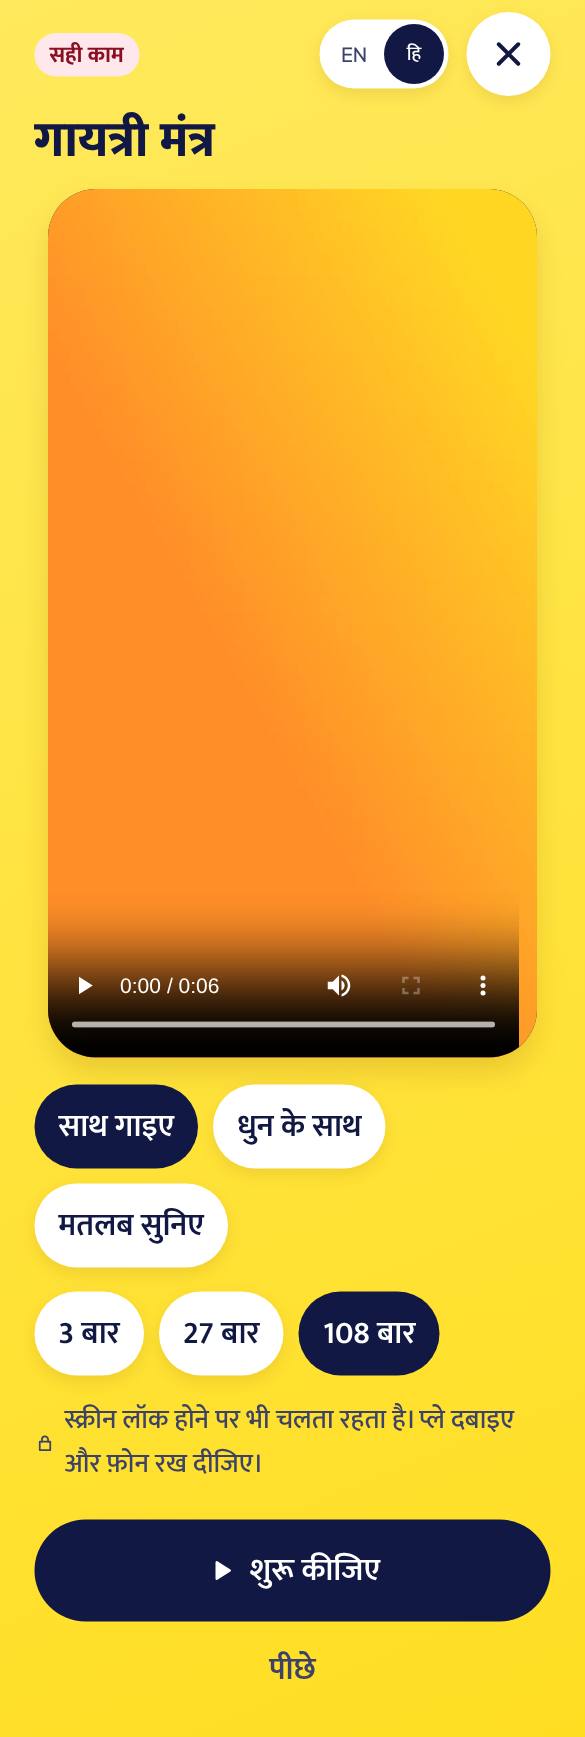 सही काम
EN हि
गायत्री मंत्र
0:00 / 0:06
साथ गाइए धुन के साथ
मतलब सुनिए
3 बार 27 बार 108 बार
स्क्रीन लॉक होने पर भी चलता रहता है। प्ले दबाइए
और फ़ोन रख दीजिए।
शुरू कीजिए
पीछे